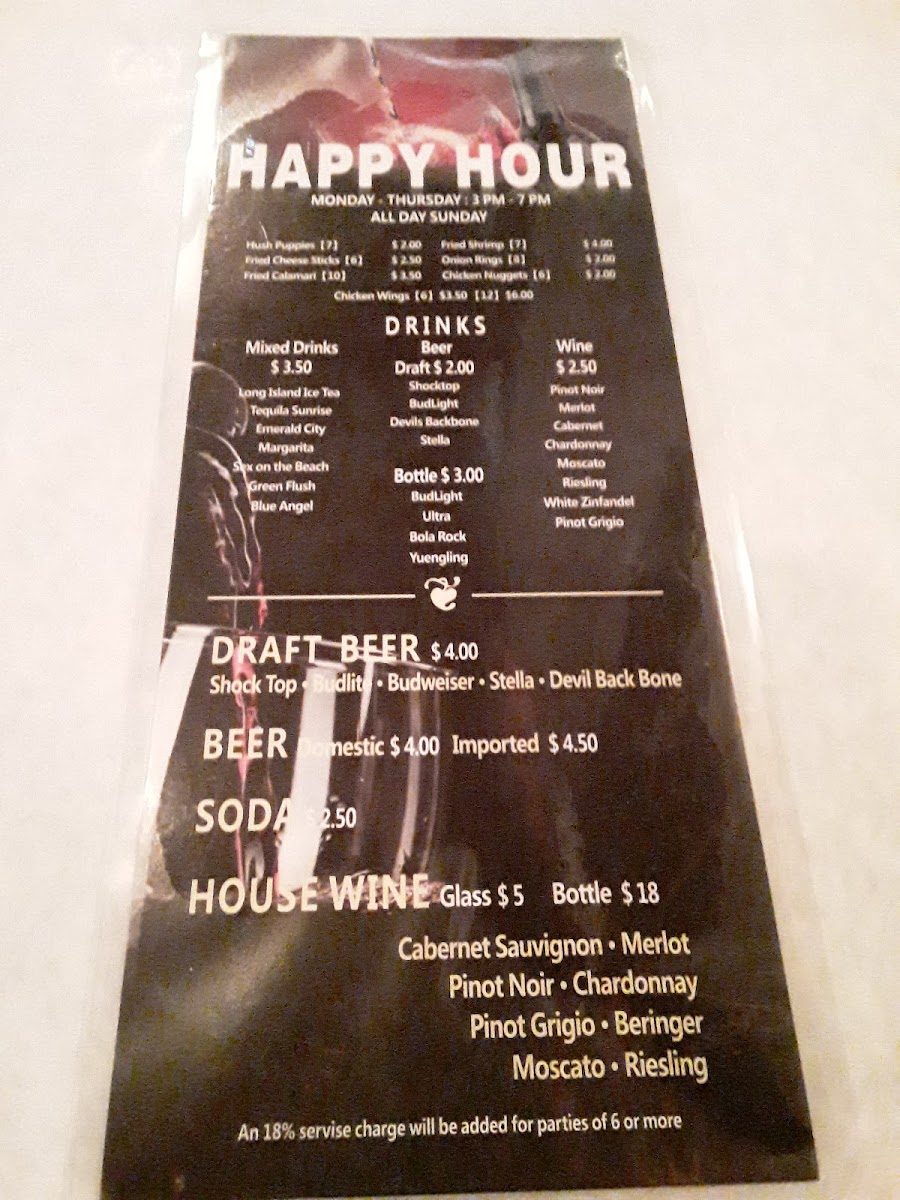 HAPPY HOUR
MONDAY - THURSDAY : 3 PM - 7 PM
ALL DAY SUNDAY
Hush Puppies [7] $ 2.00 Fried Shrimp [7] $ 4.00
Fried Cheese Sticks [6] $ 2.50 Onion Rings [8] $ 2.00
Fried Calamari [10] $ 3.50 Chicken Nuggets [6] $ 2.00
Chicken Wings [6] $3.50 [12] $6.00
DRINKS
Mixed Drinks
$ 3.50
Long Island Ice Tea
Tequila Sunrise
Emerald City
Margarita
Sex on the Beach
Green Flush
Blue Angel
Beer
Draft $ 2.00
Shocktop
BudLight
Devils Backbone
Stella
Bottle $ 3.00
BudLight
Ultra
Bola Rock
Yuengling
Wine
$ 2.50
Pinot Noir
Merlot
Cabernet
Chardonnay
Moscato
Riesling
White Zinfandel
Pinot Grigio
DRAFT BEER $ 4.00
Shock Top • Budlite • Budweiser • Stella • Devil Back Bone
BEER Domestic $ 4.00 Imported $ 4.50
SODA $ 2.50
HOUSE WINE Glass $ 5 Bottle $ 18
Cabernet Sauvignon • Merlot
Pinot Noir • Chardonnay
Pinot Grigio • Beringer
Moscato • Riesling
An 18% servise charge will be added for parties of 6 or more